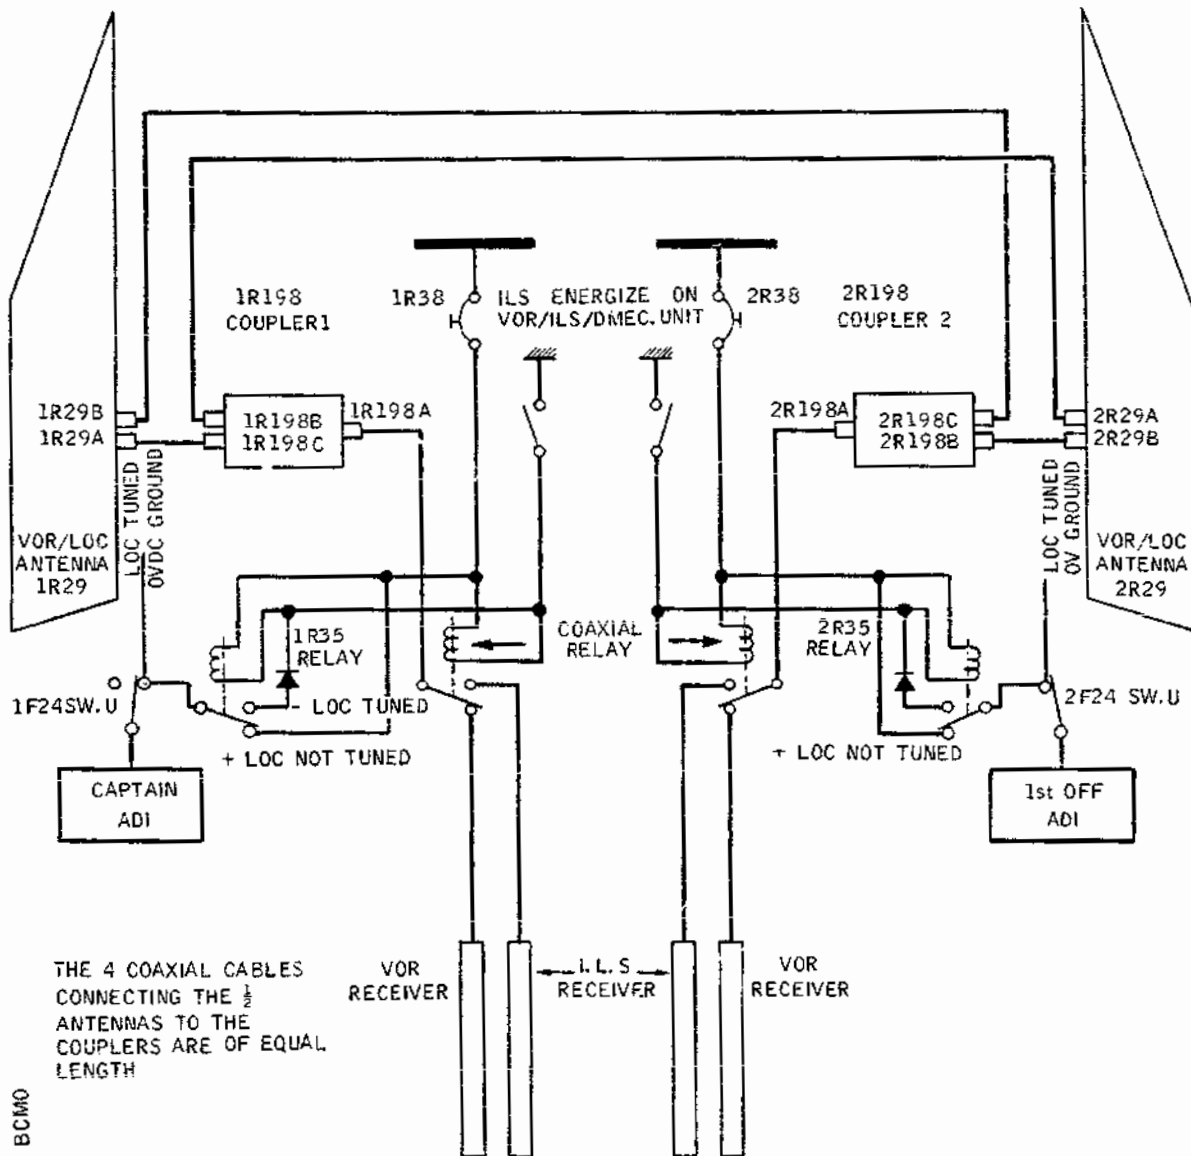 1R198
COUPLER1
1R38
ILS ENERGIZE ON
VOR/ILS/DMEC.UNIT
2R38
2R198
COUPLER 2
1R29B
1R29A
1R198B
1R198C
1R198A
2R198A
2R198C
2R198B
2R29A
2R29B
LOC TUNED
0VDC GROUND
VOR/LOC
ANTENNA
1R29
LOC TUNED
OV GROUND
VOR/LOC
ANTENNA
2R29
1R35
RELAY
COAXIAL
RELAY
2R35
RELAY
1F24SW.U
- LOC TUNED
+ LOC NOT TUNED
2F24 SW.U
+ LOC NOT TUNED
CAPTAIN
ADI
1st OFF
ADI
THE 4 COAXIAL CABLES
CONNECTING THE ½
ANTENNAS TO THE
COUPLERS ARE OF EQUAL
LENGTH
VOR
RECEIVER
I.L.S
RECEIVER
VOR
RECEIVER
BCMO